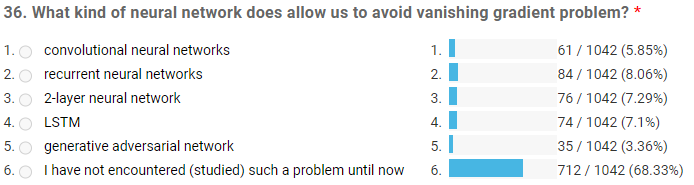 36. What kind of neural network does allow us to avoid vanishing gradient problem? *
1. convolutional neural networks 1. 61 / 1042 (5.85%)
2. recurrent neural networks 2. 84 / 1042 (8.06%)
3. 2-layer neural network 3. 76 / 1042 (7.29%)
4. LSTM 4. 74 / 1042 (7.1%)
5. generative adversarial network 5. 35 / 1042 (3.36%)
6. I have not encountered (studied) such a problem until now 6. 712 / 1042 (68.33%)